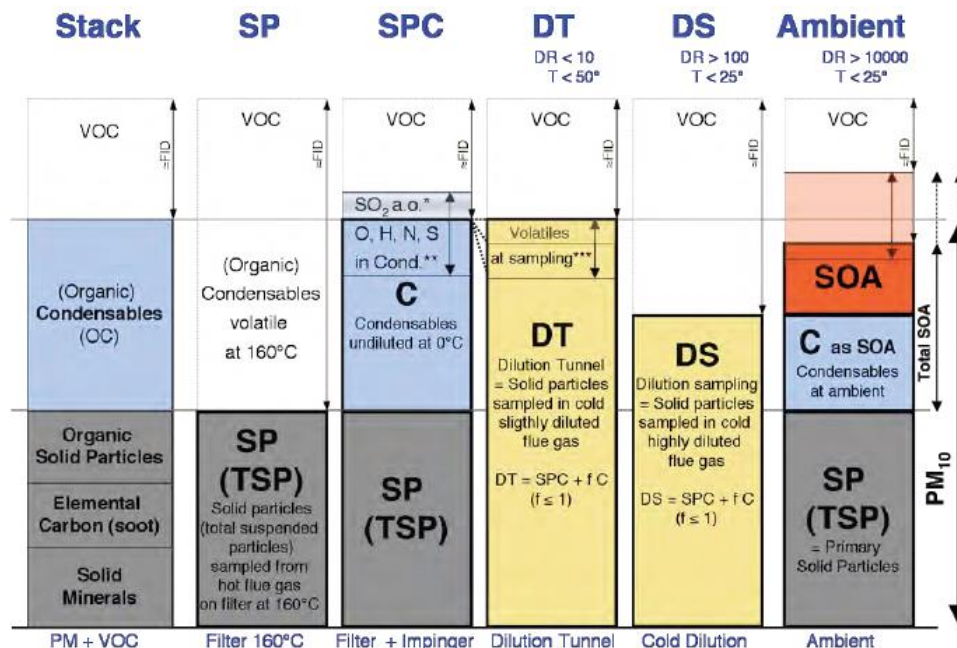 Stack
SP
SPC
DT
DR < 10
T < 50°
DS
DR > 100
T < 25°
Ambient
DR > 10000
T < 25°
VOC
(Organic)
Condensables
(OC)
Organic
Solid Particles
Elemental
Carbon (soot)
Solid
Minerals
PM + VOC
VOC
≈FID
(Organic)
Condensables
volatile
at 160°C
SP
(TSP)
Solid particles
(total suspended
particles)
sampled from
hot flue gas
on filter at 160°C
Filter 160°C
VOC
≈FID
SO2 a.o.*
O, H, N, S
in Cond.**
C
Condensables
undiluted at 0°C
SP
(TSP)
Filter + Impinger
VOC
≈FID
Volatiles
at sampling***
DT
Dilution Tunnel
= Solid particles
sampled in cold
sligthly diluted
flue gas
DT = SPC + f C
(f ≤ 1)
Dilution Tunnel
VOC
≈FID
DS
Dilution sampling
= Solid particles
sampled in cold
highly diluted
flue gas
DS = SPC + f C
(f ≤ 1)
Cold Dilution
VOC
≈FID
SOA
C as SOA
Condensables
at ambient
Total SOA
SP
(TSP)
= Primary
Solid Particles
PM10
Ambient